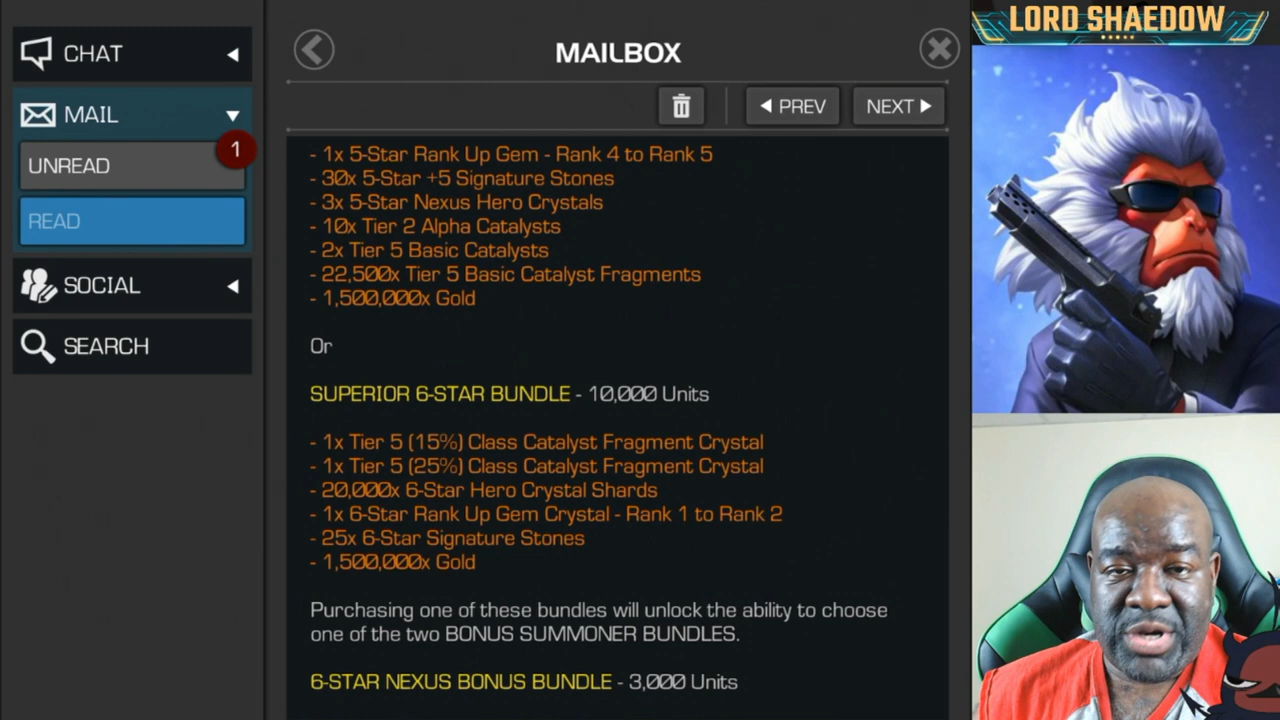 LORD SHAEDOW
CHAT
MAIL
1
UNREAD
READ
SOCIAL
SEARCH
MAILBOX
PREV
NEXT
- 1x 5-Star Rank Up Gem - Rank 4 to Rank 5
- 30x 5-Star +5 Signature Stones
- 3x 5-Star Nexus Hero Crystals
- 10x Tier 2 Alpha Catalysts
- 2x Tier 5 Basic Catalysts
- 22,500x Tier 5 Basic Catalyst Fragments
- 1,500,000x Gold
Or
SUPERIOR 6-STAR BUNDLE - 10,000 Units
- 1x Tier 5 (15%) Class Catalyst Fragment Crystal
- 1x Tier 5 (25%) Class Catalyst Fragment Crystal
- 20,000x 6-Star Hero Crystal Shards
- 1x 6-Star Rank Up Gem Crystal - Rank 1 to Rank 2
- 25x 6-Star Signature Stones
- 1,500,000x Gold
Purchasing one of these bundles will unlock the ability to choose
one of the two BONUS SUMMONER BUNDLES.
6-STAR NEXUS BONUS BUNDLE - 3,000 Units